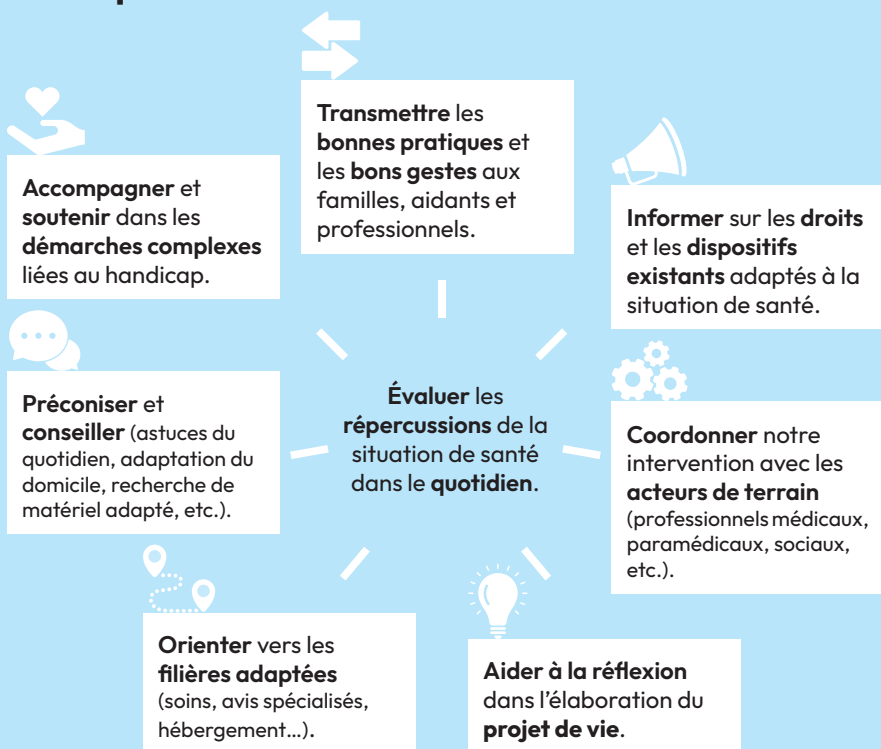 Transmettre les
bonnes pratiques et
les bons gestes aux
familles, aidants et
professionnels.
Accompagner et
soutenir dans les
démarches complexes
liées au handicap.
Informer sur les droits
et les dispositifs
existants adaptés à la
situation de santé.
Préconiser et
conseiller (astuces du
quotidien, adaptation du
domicile, recherche de
matériel adapté, etc.).
Évaluer les
répercussions de la
situation de santé
dans le quotidien.
Coordonner notre
intervention avec les
acteurs de terrain
(professionnels médicaux,
paramédicaux, sociaux,
etc.).
Orienter vers les
filières adaptées
(soins, avis spécialisés,
hébergement…).
Aider à la réflexion
dans l’élaboration du
projet de vie.